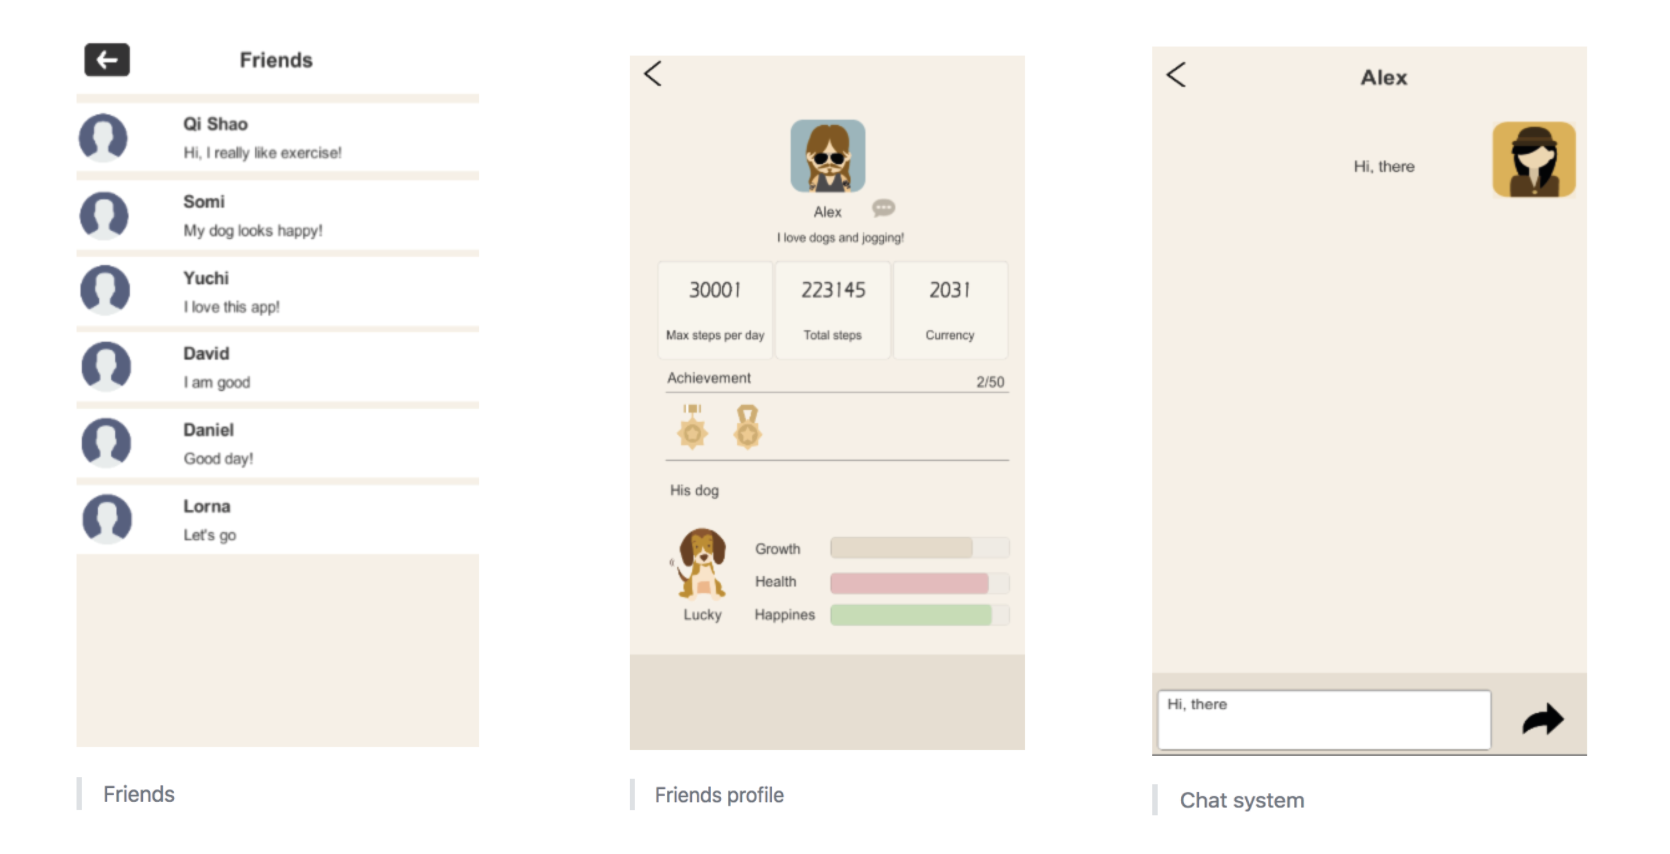 Friends
Qi Shao
Hi, I really like exercise!
Somi
My dog looks happy!
Yuchi
I love this app!
David
I am good
Daniel
Good day!
Lorna
Let's go
Friends
Alex
I love dogs and jogging!
30001 223145 2031
Max steps per day Total steps Currency
Achievement 2/50
His dog
Growth
Health
Lucky Happines
Friends profile
Alex
Hi, there
Hi, there
Chat system